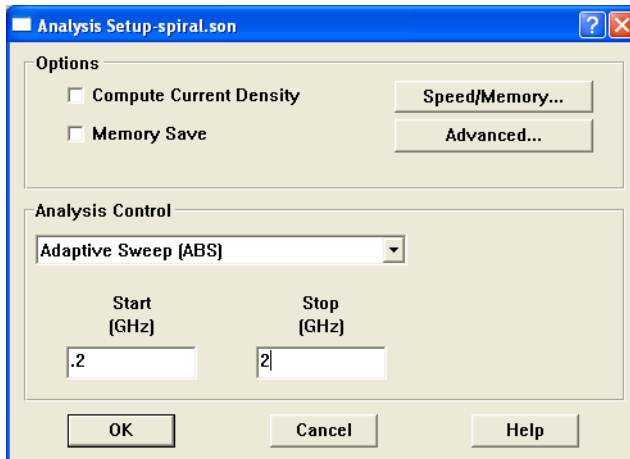 Analysis Setup-spiral.son
Options
Compute Current Density
Speed/Memory...
Memory Save
Advanced...
Analysis Control
Adaptive Sweep (ABS)
Start
(GHz)
Stop
(GHz)
.2
2
OK
Cancel
Help